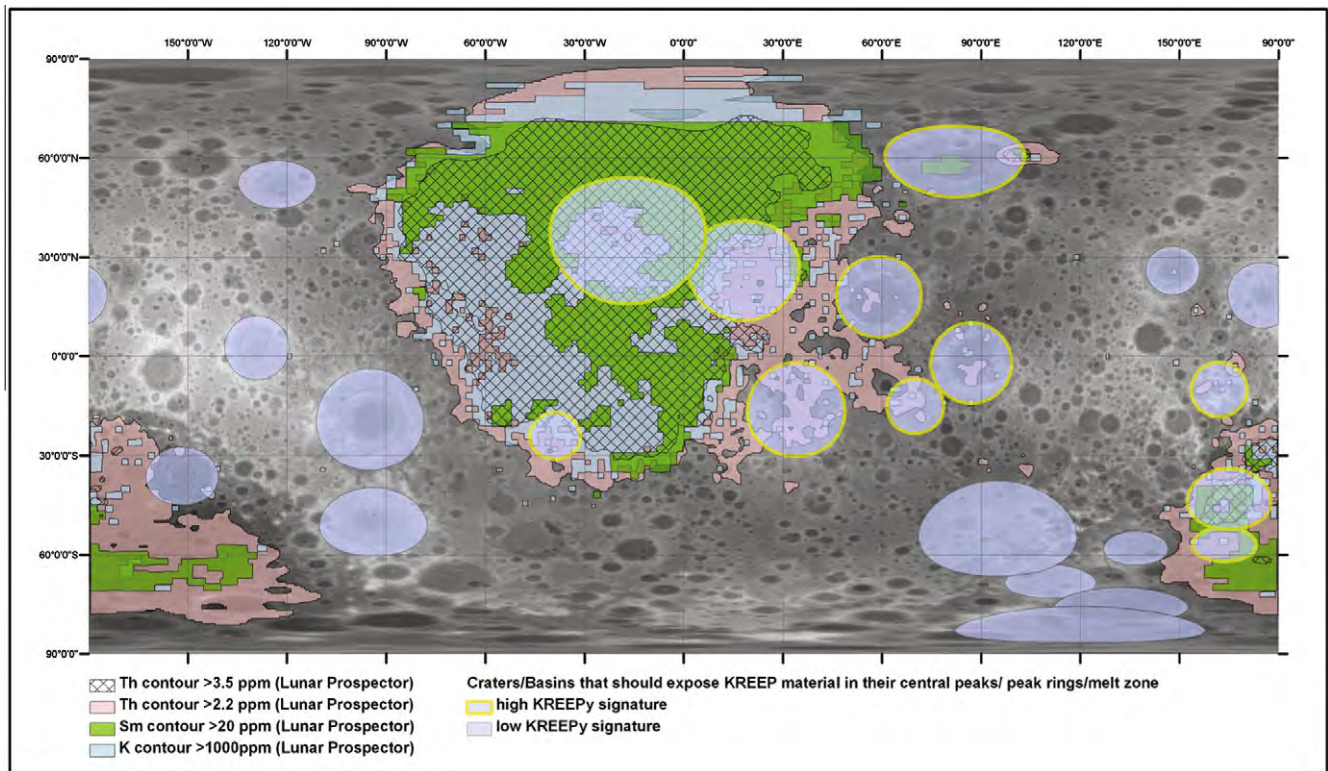 150°0'0"W 120°0'0"W 90°0'0"W 60°0'0"W 30°0'0"W 0°0'0" 30°0'0"E 60°0'0"E 90°0'0"E 120°0'0"E 150°0'0"E 90°0'0"
90°0'0"
60°0'0"N
30°0'0"N
0°0'0"
30°0'0"S
60°0'0"S
90°0'0"
Th contour >3.5 ppm (Lunar Prospector)
Th contour >2.2 ppm (Lunar Prospector)
Sm contour >20 ppm (Lunar Prospector)
K contour >1000ppm (Lunar Prospector)
Craters/Basins that should expose KREEP material in their central peaks/ peak rings/melt zone
high KREEPy signature
low KREEPy signature